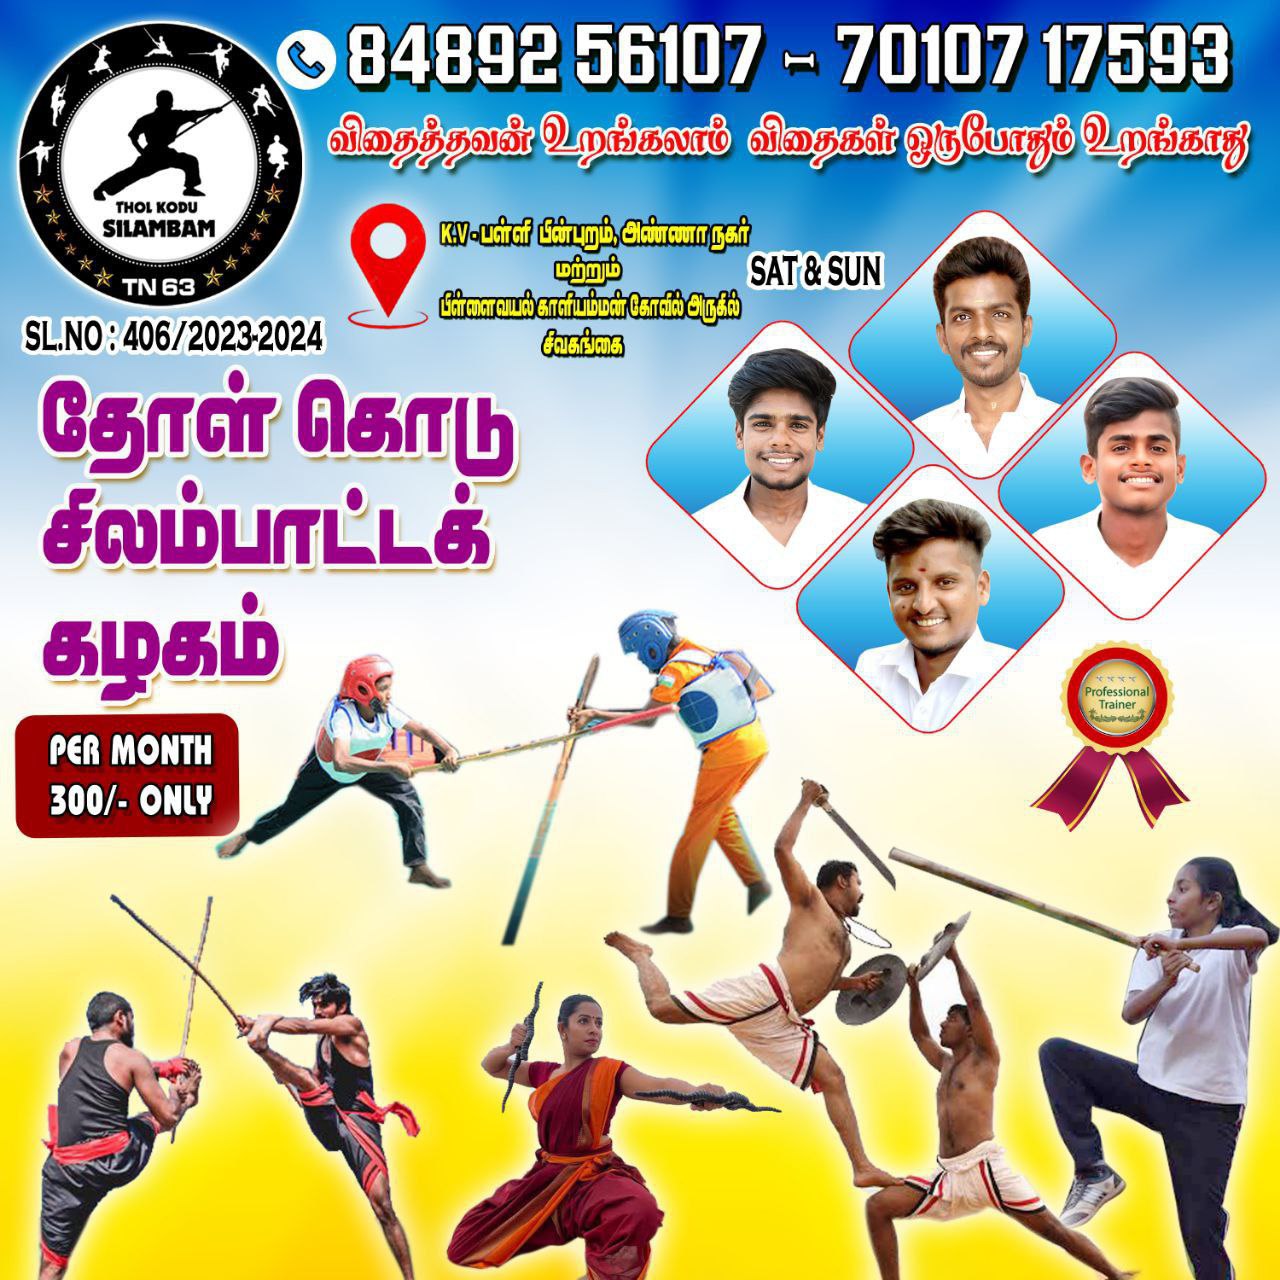 84892 56107 - 70107 17593
விதைத்தவன் உறங்கலாம் விதைகள் ஒருபோதும் உறங்காது
THOL KODU
SILAMBAM
TN 63
SL.NO : 406/2023-2024
K.V - பள்ளி பின்புறம், அண்ணா நகர்
மற்றும்
பிள்ளைவயல் காளியம்மன் கோவில் அருகில்
சிவகங்கை
SAT & SUN
தோள் கொடு
சிலம்பாட்டக்
கழகம்
PER MONTH
300/- ONLY
Professional
Trainer